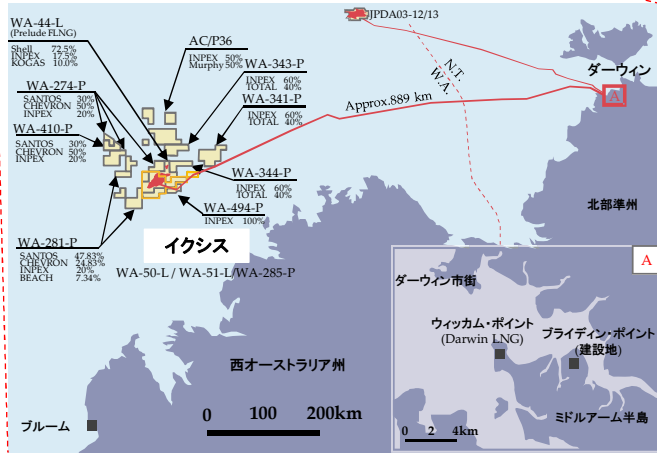 WA-44-L
(Prelude FLNG)
Shell 72.5%
INPEX 17.5%
KOGAS 10.0%
AC/P36
INPEX 50%
Murphy 50%
WA-343-P
INPEX 60%
TOTAL 40%
WA-341-P
INPEX 60%
TOTAL 40%
JPDA03-12/13
N.T.
W.A.
ダーウィン
A
Approx.889 km
WA-274-P
SANTOS 30%
CHEVRON 50%
INPEX 20%
WA-410-P
SANTOS 30%
CHEVRON 50%
INPEX 20%
WA-344-P
INPEX 60%
TOTAL 40%
WA-494-P
INPEX 100%
WA-281-P
SANTOS 47.83%
CHEVRON 24.83%
INPEX 20%
BEACH 7.34%
イクシス
WA-50-L / WA-51-L/WA-285-P
北部準州
西オーストラリア州
ブルーム
0 100 200km
A
ダーウィン市街
ウィッカム・ポイント
(Darwin LNG)
ブライディン・ポイント
(建設地)
ミドルアーム半島
0 2 4km